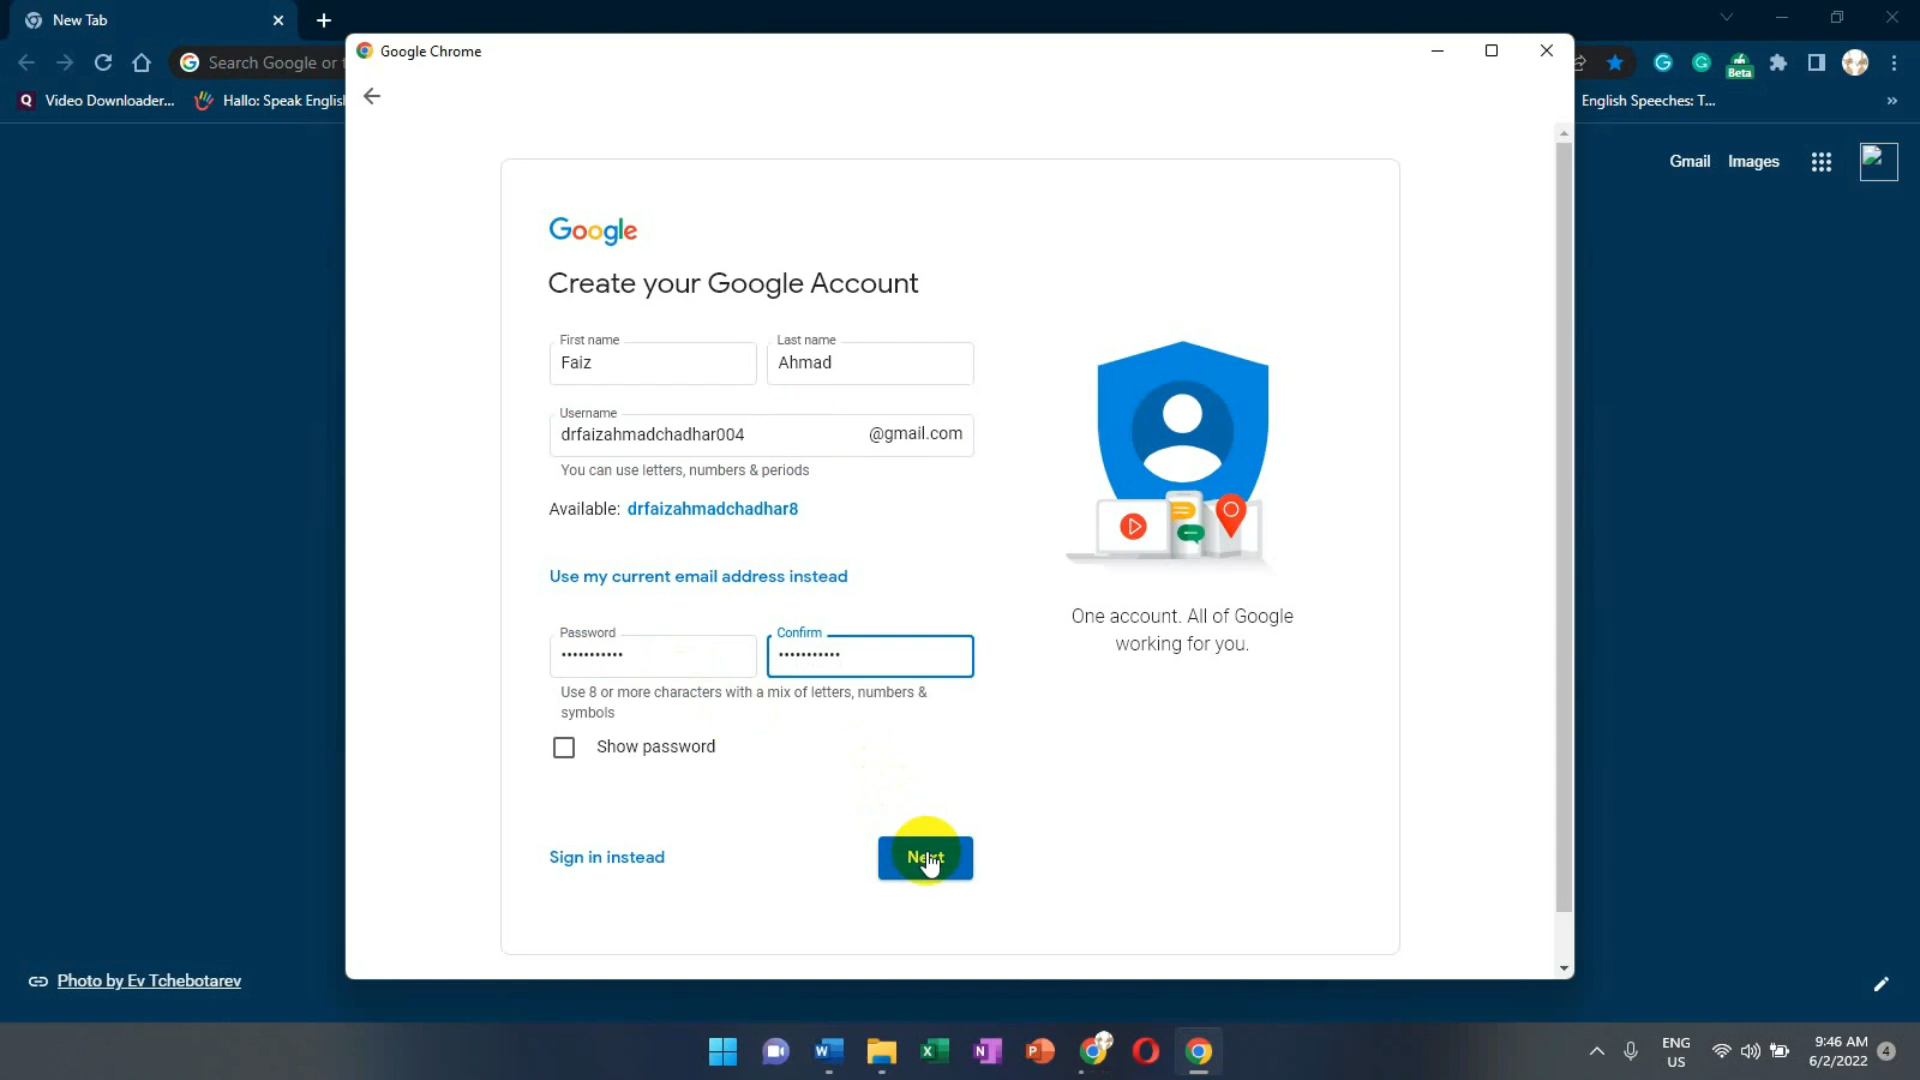 New Tab
Google Chrome
Search Google or t
Beta
Q Video Downloader...
Hallo: Speak English
English Speeches: T...
»
Gmail Images
Google
Create your Google Account
First name
Faiz
Last name
Ahmad
Username
drfaizahmadchadhar004 @gmail.com
You can use letters, numbers & periods
Available: drfaizahmadchadhar8
Use my current email address instead
Password
•••••••••••
Confirm
•••••••••••
Use 8 or more characters with a mix of letters, numbers &
symbols
Show password
One account. All of Google
working for you.
Sign in instead
Next
Photo by Ev Tchebotarev
ENG
US
9:46 AM
6/2/2022
4